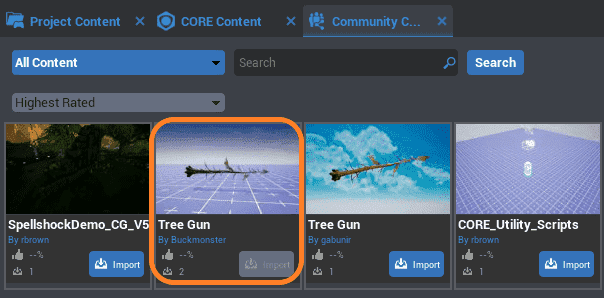 Project Content
CORE Content
Community C...
All Content
Search
Search
Highest Rated
SpellshockDemo_CG_V5
By rbrown
--%
1
Import
Tree Gun
By Buckmonster
--%
2
Import
Tree Gun
By gabunir
--%
1
Import
CORE_Utility_Scripts
By rbrown
--%
1
Import